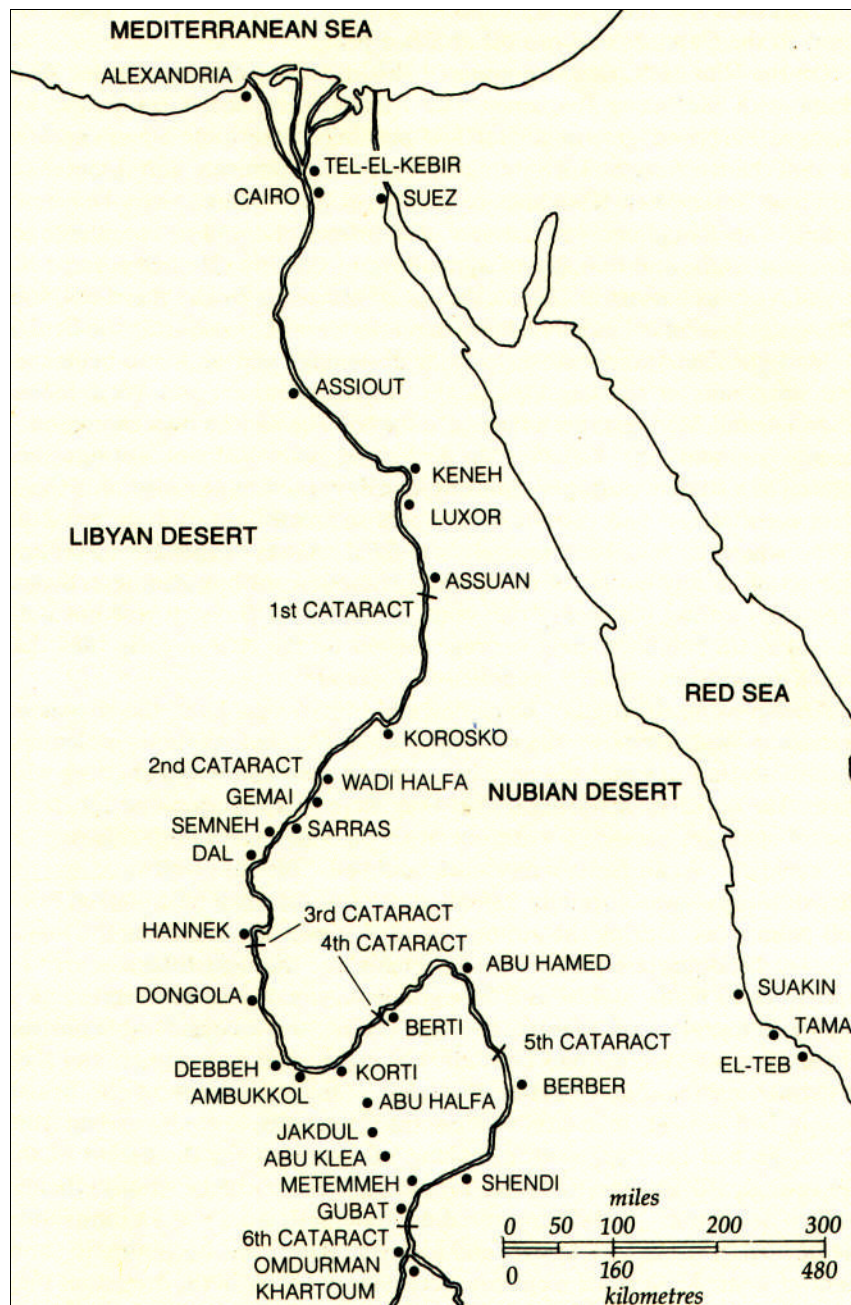 MEDITERRANEAN SEA
ALEXANDRIA
TEL-EL-KEBIR
CAIRO
SUEZ
ASSIOUT
KENEH
LUXOR
LIBYAN DESERT
ASSUAN
1st CATARACT
RED SEA
KOROSKO
2nd CATARACT
WADI HALFA
NUBIAN DESERT
GEMAI
SEMNEH
SARRAS
DAL
3rd CATARACT
HANNEK
4th CATARACT
ABU HAMED
SUAKIN
DONGOLA
BERTI
TAMAI
5th CATARACT
EL-TEB
DEBBEH
KORTI
AMBUKKOL
BERBER
ABU HALFA
JAKDUL
ABU KLEA
METEMMEH
SHENDI
GUBAT
miles
0 50 100 200 300
6th CATARACT
OMDURMAN
0 160 480
KHARTOUM
kilometres